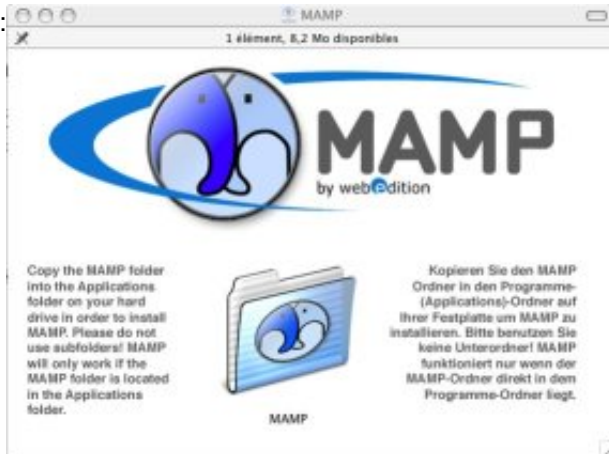 MAMP
1 élément, 8,2 Mo disponibles
MAMP
by webedition
Copy the MAMP folder
into the Applications
folder on your hard
drive in order to install
MAMP. Please do not
use subfolders! MAMP
will only work if the
MAMP folder is located
in the Applications
folder.
MAMP
Kopieren Sie den MAMP
Ordner in den Programme-
(Applications)-Ordner auf
Ihrer Festplatte um MAMP zu
installieren. Bitte benutzen Sie
keine Unterordner! MAMP
funktioniert nur wenn der
MAMP-Ordner direkt in dem
Programme-Ordner liegt.